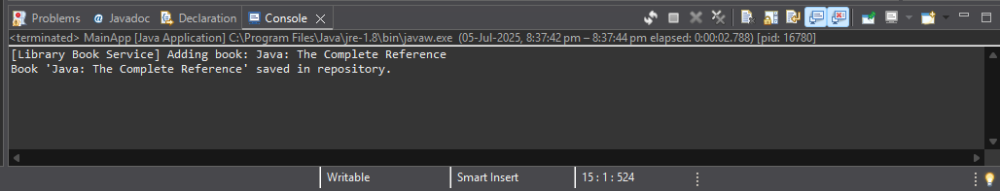 Problems @ Javadoc Declaration Console
<terminated> MainApp [Java Application] C:\Program Files\Java\jre-1.8\bin\javaw.exe (05-Jul-2025, 8:37:42 pm – 8:37:44 pm elapsed: 0:00:02.788) [pid: 16780]
[Library Book Service] Adding book: Java: The Complete Reference
Book 'Java: The Complete Reference' saved in repository.
Writable Smart Insert 15 : 1 : 524